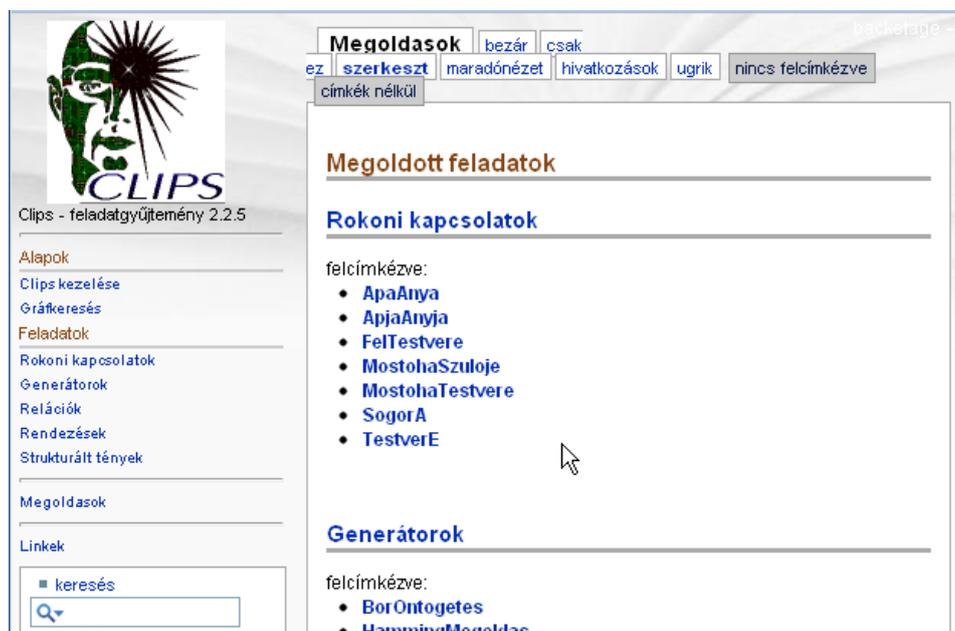 backstage
Megoldasok bezár csak
ez szerkeszt maradónézet hivatkozások ugrik nincs felcímkézve
címkék nélkül
CLIPS
Clips - feladatgyűjtemény 2.2.5
Alapok
Clips kezelése
Gráfkeresés
Feladatok
Rokoni kapcsolatok
Generátorok
Relációk
Rendezések
Strukturált tények
Megoldasok
Linkek
keresés
Megoldott feladatok
Rokoni kapcsolatok
felcímkézve:
ApaAnya
ApjaAnyja
FelTestvere
MostohaSzuloje
MostohaTestvere
SogorA
TestverE
Generátorok
felcímkézve:
BorOntogetes
HammingMegoldas